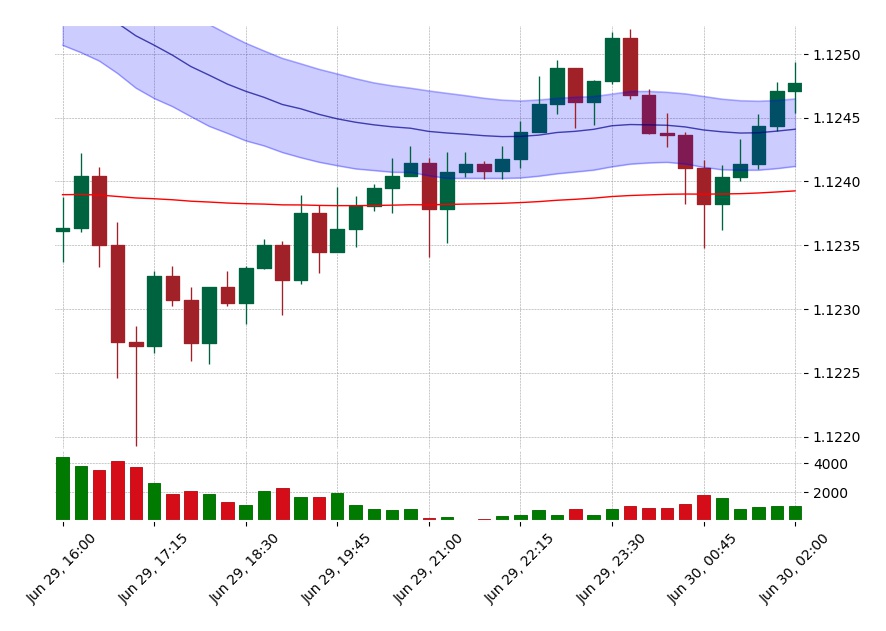 1.1250
1.1245
1.1240
1.1235
1.1230
1.1225
1.1220
4000
2000
Jun 29, 16:00
Jun 29, 17:15
Jun 29, 18:30
Jun 29, 19:45
Jun 29, 21:00
Jun 29, 22:15
Jun 29, 23:30
Jun 30, 00:45
Jun 30, 02:00